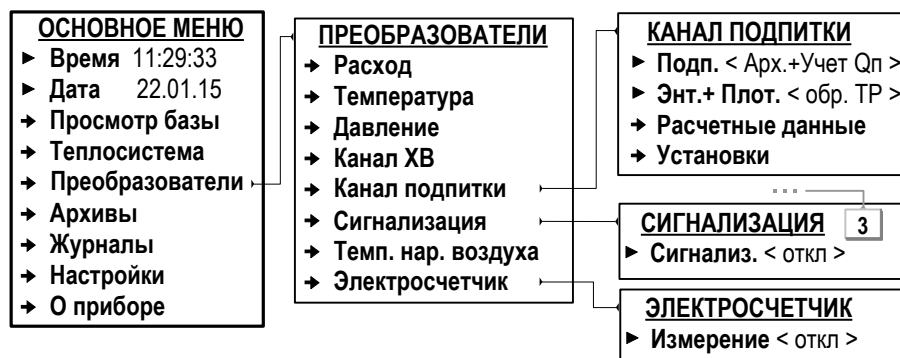 ОСНОВНОЕ МЕНЮ
Время 11:29:33
Дата 22.01.15
Просмотр базы
Теплосистема
Преобразователи
Архивы
Журналы
Настройки
О приборе
ПРЕОБРАЗОВАТЕЛИ
Расход
Температура
Давление
Канал ХВ
Канал подпитки
Сигнализация
Темп. нар. воздуха
Электросчетчик
КАНАЛ ПОДПИТКИ
Подп. < Арх.+Учет Qп >
Энт.+ Плот. < обр. ТР >
Расчетные данные
Установки
СИГНАЛИЗАЦИЯ 3
Сигнализ. < откл >
ЭЛЕКТРОСЧЕТЧИК
Измерение < откл >